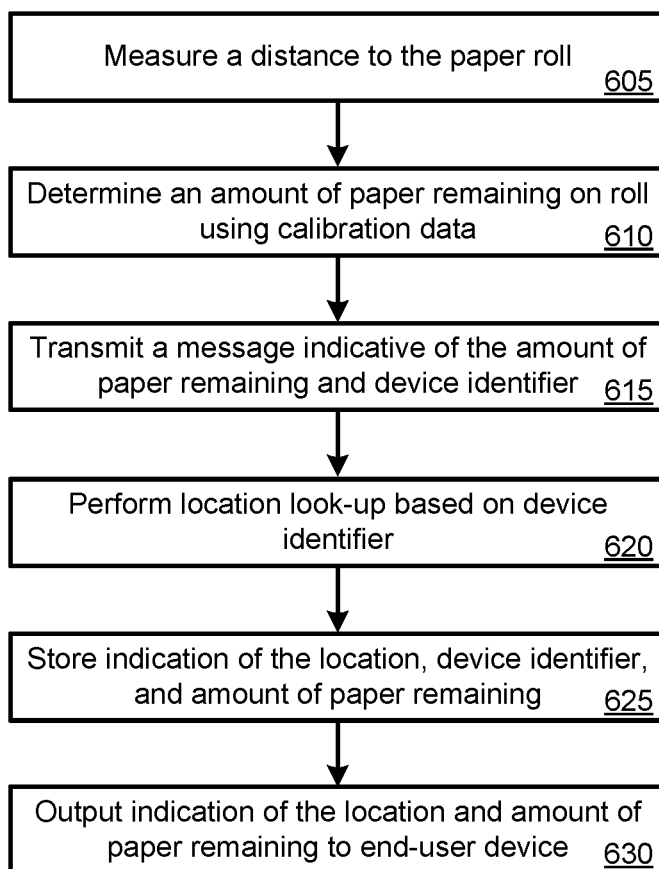 Measure a distance to the paper roll
605
Determine an amount of paper remaining on roll
using calibration data
610
Transmit a message indicative of the amount of
paper remaining and device identifier
615
Perform location look-up based on device
identifier
620
Store indication of the location, device identifier,
and amount of paper remaining
625
Output indication of the location and amount of
paper remaining to end-user device
630